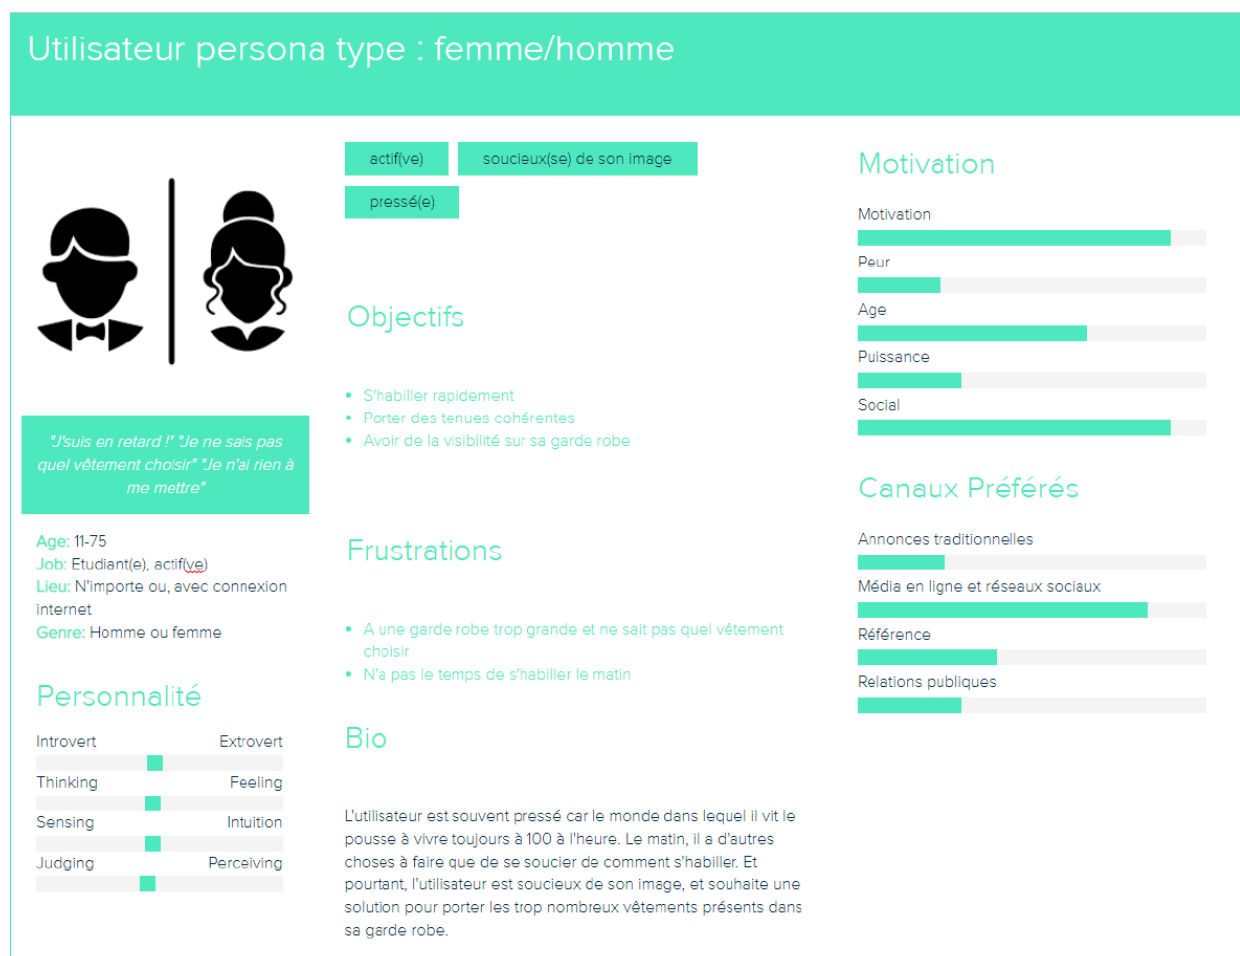 Utilisateur persona type : femme/homme
"J'suis en retard !" "Je ne sais pas
quel vêtement choisir" "Je n'ai rien à
me mettre"
Age: 11-75
Job: Etudiant(e), actif(ve)
Lieu: N'importe ou, avec connexion
internet
Genre: Homme ou femme
Personnalité
Introvert Extrovert
Thinking Feeling
Sensing Intuition
Judging Perceiving
actif(ve) soucieux(se) de son image
pressé(e)
Objectifs
• S'habiller rapidement
• Porter des tenues cohérentes
• Avoir de la visibilité sur sa garde robe
Frustrations
• A une garde robe trop grande et ne sait pas quel vêtement
choisir
• N'a pas le temps de s'habiller le matin
Bio
L'utilisateur est souvent pressé car le monde dans lequel il vit le
pousse à vivre toujours à 100 à l'heure. Le matin, il a d'autres
choses à faire que de se soucier de comment s'habiller. Et
pourtant, l'utilisateur est soucieux de son image, et souhaite une
solution pour porter les trop nombreux vêtements présents dans
sa garde robe.
Motivation
Motivation
Peur
Age
Puissance
Social
Canaux Préférés
Annonces traditionnelles
Média en ligne et réseaux sociaux
Référence
Relations publiques